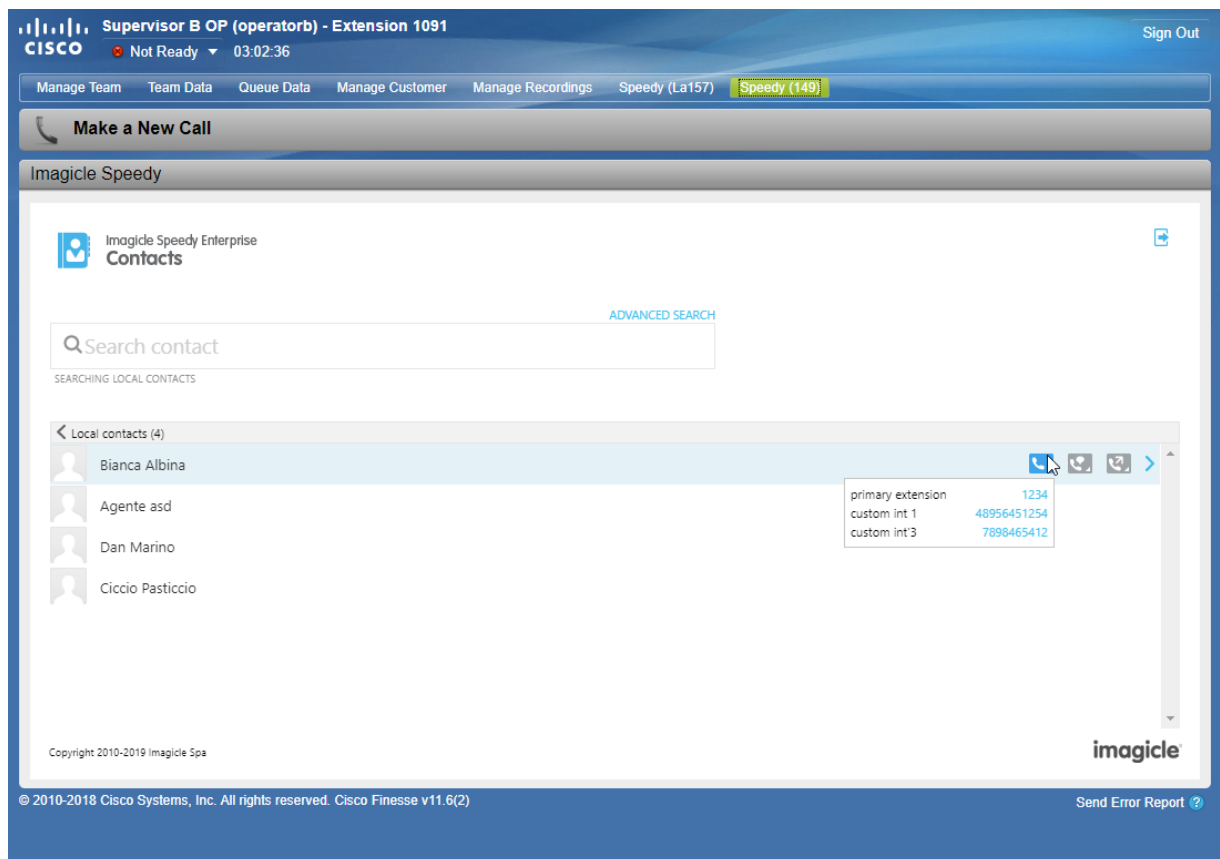 Supervisor B OP (operatorb) - Extension 1091
Sign Out
CISCO
Not Ready 03:02:36
Manage Team Team Data Queue Data Manage Customer Manage Recordings Speedy (La157) Speedy (149)
Make a New Call
Imagicle Speedy
Imagicle Speedy Enterprise
Contacts
ADVANCED SEARCH
Search contact
SEARCHING LOCAL CONTACTS
Local contacts (4)
Bianca Albina
primary extension 1234
custom int 1 48956451254
custom int'3 7898465412
Agente asd
Dan Marino
Ciccio Pasticcio
Copyright 2010-2019 Imagicle Spa
imagicle
© 2010-2018 Cisco Systems, Inc. All rights reserved. Cisco Finesse v11.6(2)
Send Error Report ?